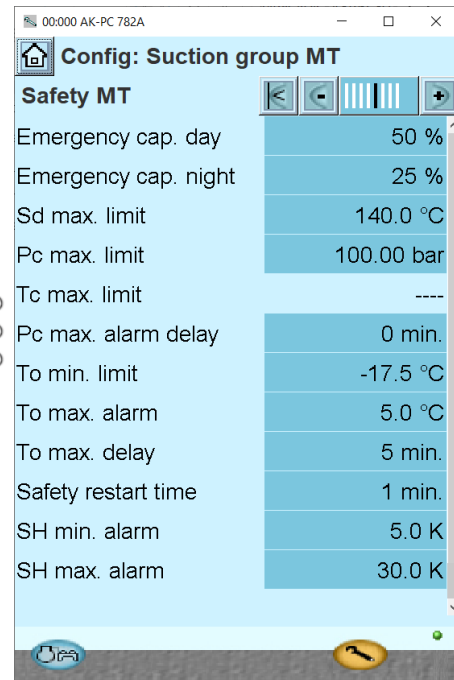 00:000 AK-PC 782A
Config: Suction group MT
Safety MT
Emergency cap. day 50 %
Emergency cap. night 25 %
Sd max. limit 140.0 °C
Pc max. limit 100.00 bar
Tc max. limit ----
Pc max. alarm delay 0 min.
To min. limit -17.5 °C
To max. alarm 5.0 °C
To max. delay 5 min.
Safety restart time 1 min.
SH min. alarm 5.0 K
SH max. alarm 30.0 K